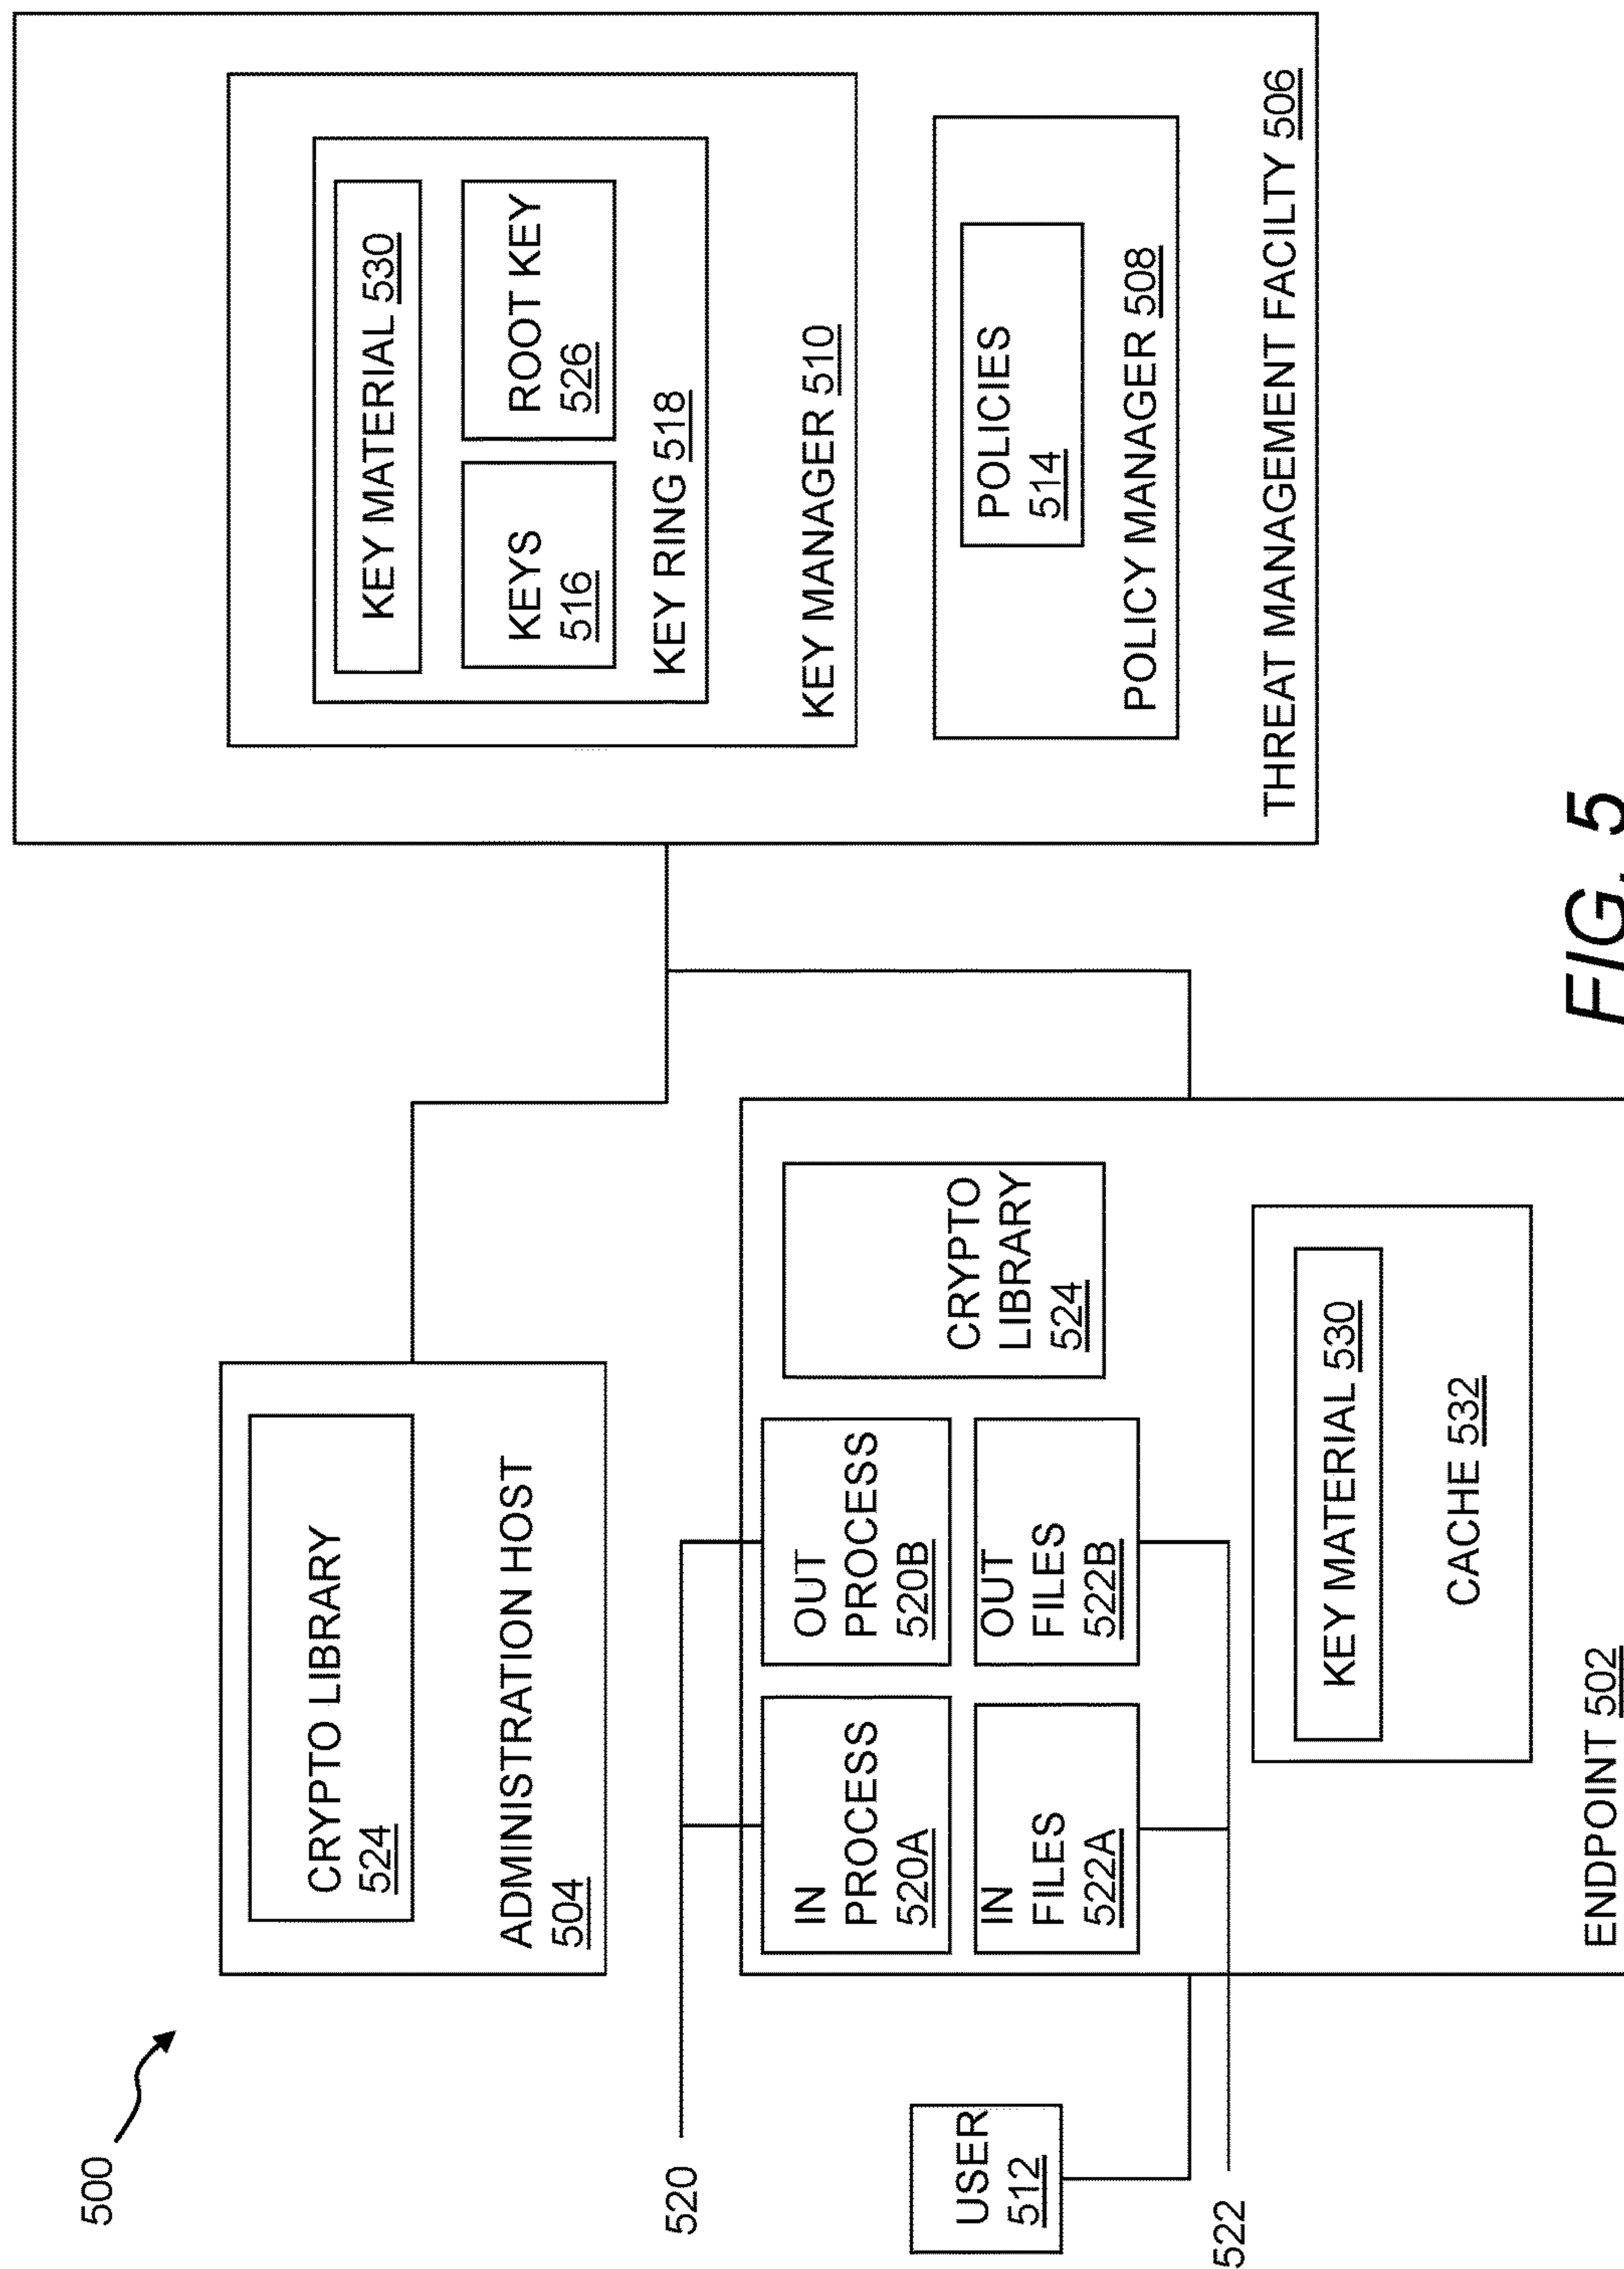 500
CRYPTO LIBRARY
524
ADMINISTRATION HOST
504
KEY MATERIAL 530
KEYS
516
ROOT KEY
526
KEY RING 518
KEY MANAGER 510
POLICIES
514
POLICY MANAGER 508
THREAT MANAGEMENT FACILTY 506
520
USER
512
522
IN
PROCESS
520A
OUT
PROCESS
520B
IN
FILES
522A
OUT
FILES
522B
CRYPTO
LIBRARY
524
KEY MATERIAL 530
CACHE 532
ENDPOINT 502
FIG. 5